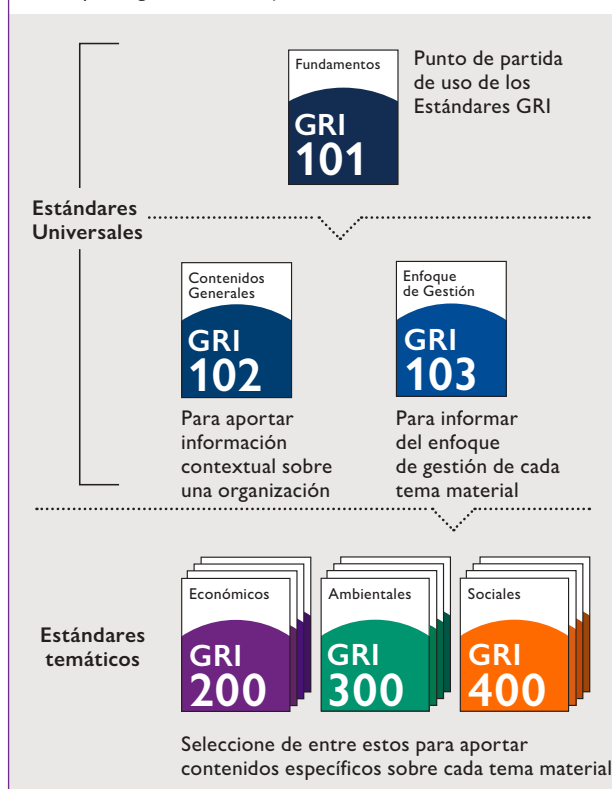 Fundamentos
GRI
101
Punto de partida
de uso de los
Estándares GRI
Estándares
Universales
Contenidos
Generales
GRI
102
Enfoque
de Gestión
GRI
103
Para aportar
información
contextual sobre
una organización
Para informar
del enfoque
de gestión de cada
tema material
Estándares
temáticos
Económicos
GRI
200
Ambientales
GRI
300
Sociales
GRI
400
Seleccione de entre estos para aportar
contenidos específicos sobre cada tema material